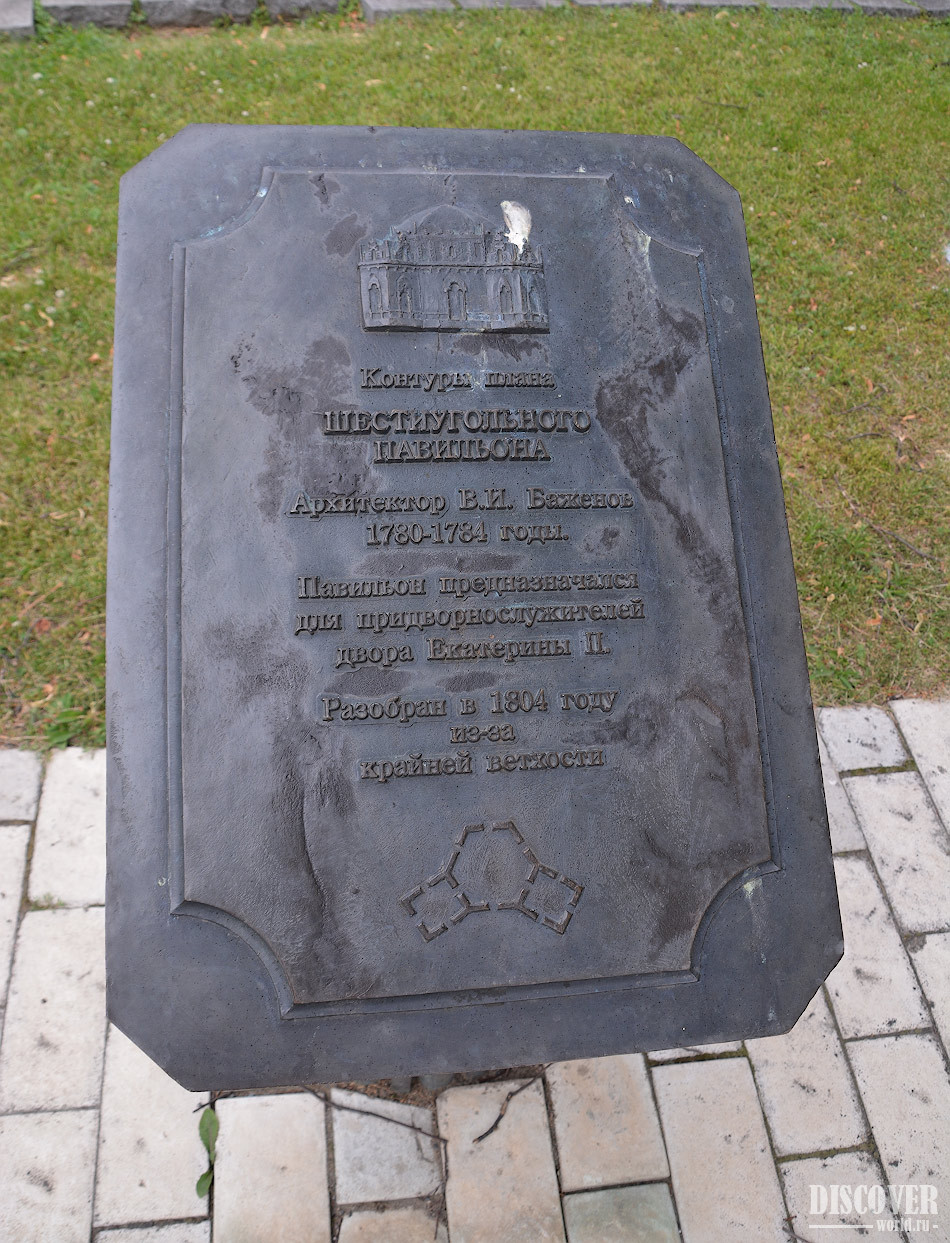 Контуры плана
ШЕСТИУГОЛЬНОГО
ПАВИЛЬОНА
Архитектор В.И. Баженов
1780-1784 годы.
Павильон предназначался
для придворнослужителей
двора Екатерины II.
Разобран в 1804 году
из-за
крайней ветхости
DISCOVER
world.ru